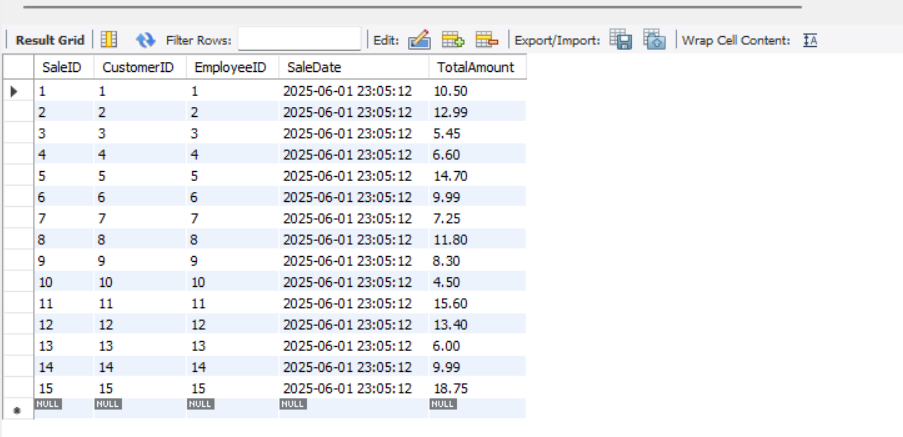 Result Grid Filter Rows: Edit: Export/Import: Wrap Cell Content: IA
SaleID CustomerID EmployeeID SaleDate TotalAmount
1 1 1 2025-06-01 23:05:12 10.50
2 2 2 2025-06-01 23:05:12 12.99
3 3 3 2025-06-01 23:05:12 5.45
4 4 4 2025-06-01 23:05:12 6.60
5 5 5 2025-06-01 23:05:12 14.70
6 6 6 2025-06-01 23:05:12 9.99
7 7 7 2025-06-01 23:05:12 7.25
8 8 8 2025-06-01 23:05:12 11.80
9 9 9 2025-06-01 23:05:12 8.30
10 10 10 2025-06-01 23:05:12 4.50
11 11 11 2025-06-01 23:05:12 15.60
12 12 12 2025-06-01 23:05:12 13.40
13 13 13 2025-06-01 23:05:12 6.00
14 14 14 2025-06-01 23:05:12 9.99
15 15 15 2025-06-01 23:05:12 18.75
NULL NULL NULL NULL NULL